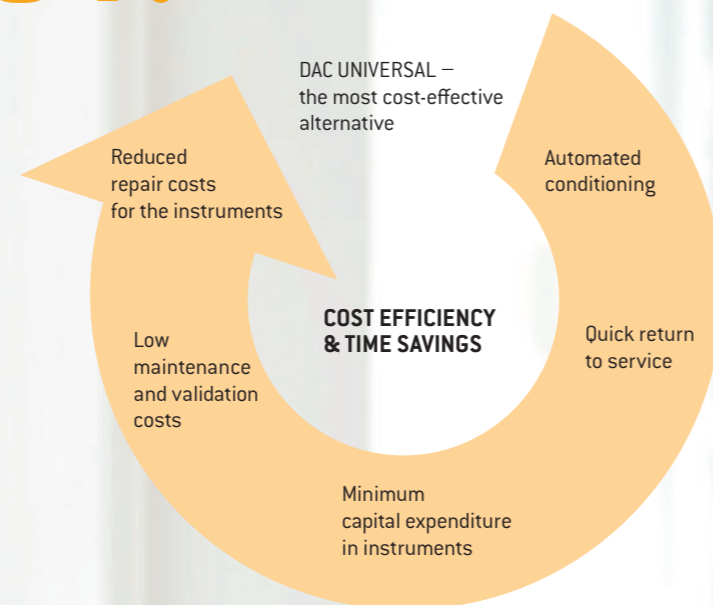 DAC UNIVERSAL –
the most cost-effective
alternative
Automated
conditioning
Quick return
to service
Minimum
capital expenditure
in instruments
Low
maintenance
and validation
costs
Reduced
repair costs
for the instruments
COST EFFICIENCY
& TIME SAVINGS